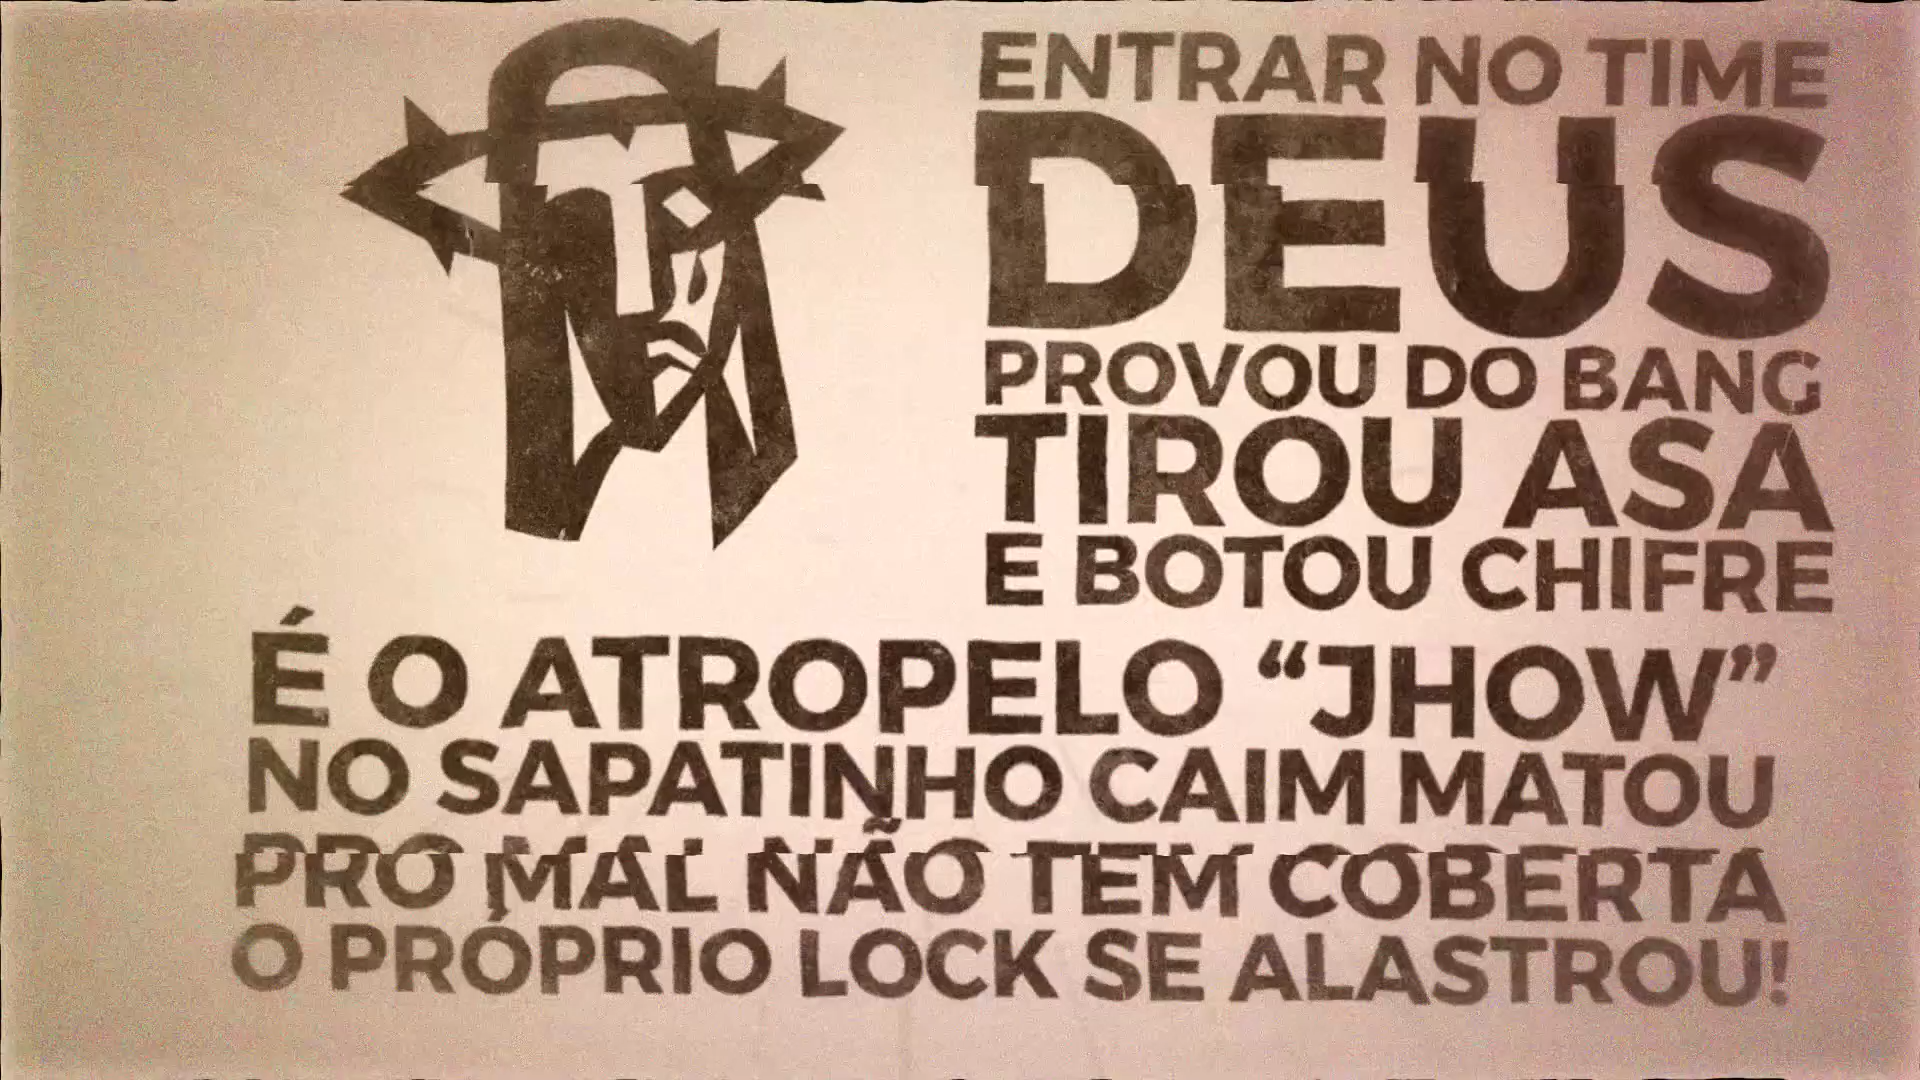 ENTRAR NO TIME
DEUS
PROVOU DO BANG
TIROU ASA
E BOTOU CHIFRE
É O ATROPELO “JHOW”
NO SAPATINHO CAIM MATOU
PRO MAL NÃO TEM COBERTA
O PRÓPRIO LOCK SE ALASTROU!